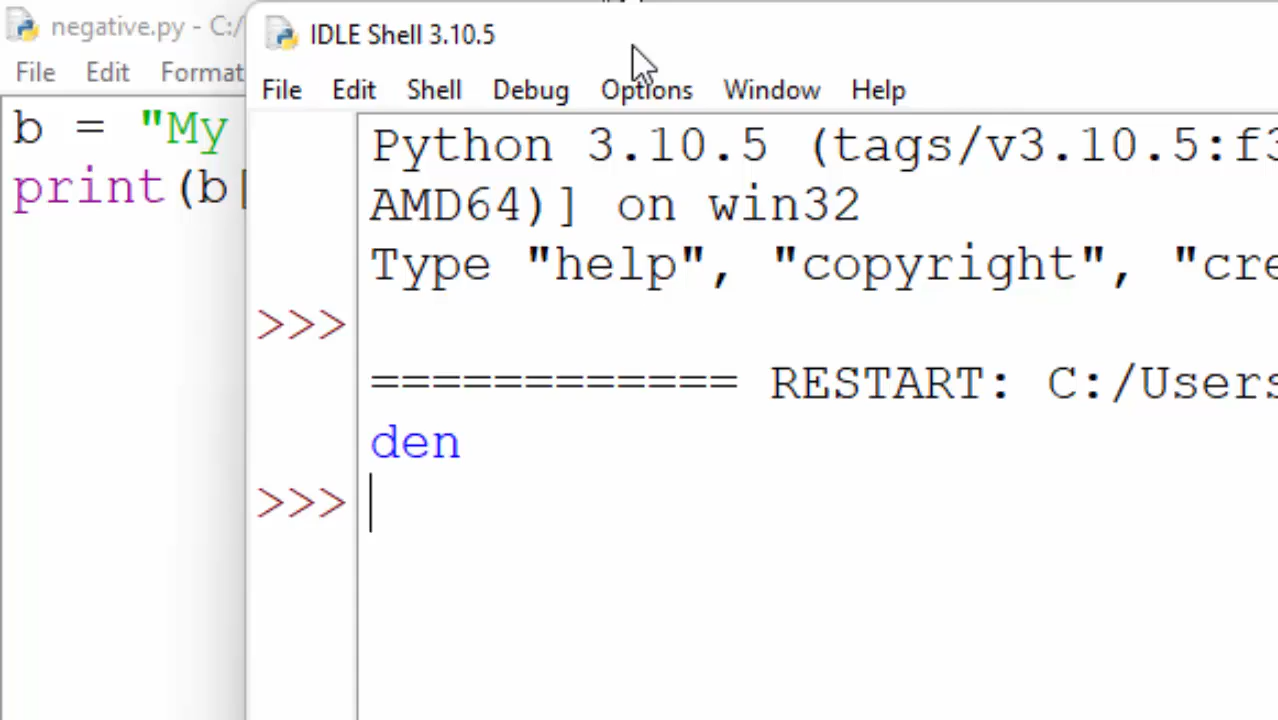 negative.py - C:/
File Edit Format
b = "My
print(b[
IDLE Shell 3.10.5
File Edit Shell Debug Options Window Help
Python 3.10.5 (tags/v3.10.5:f3
AMD64)] on win32
Type "help", "copyright", "cre
>>>
============ RESTART: C:/Users
den
>>>